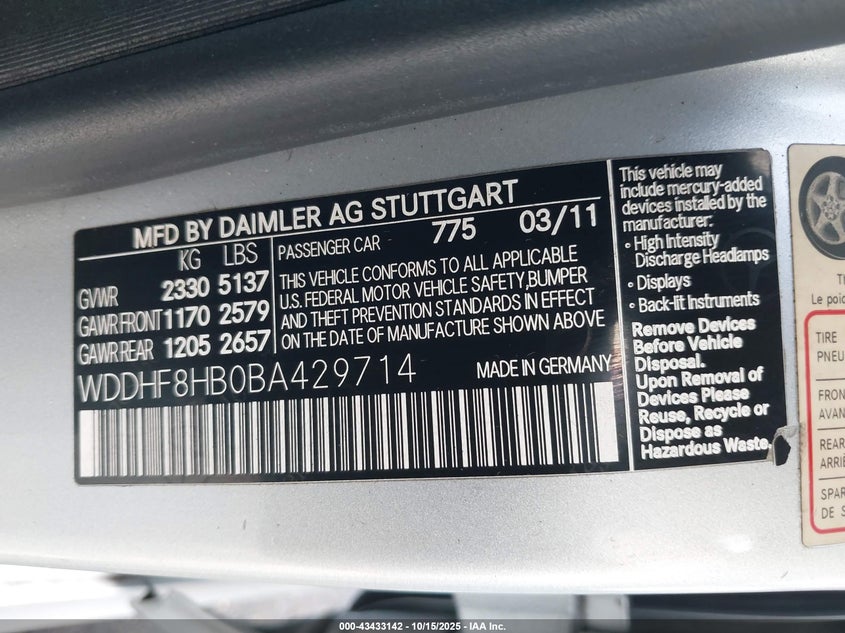 MFD BY DAIMLER AG STUTTGART
KG LBS
GVWR 2330 5137
GAWR FRONT 1170 2579
GAWR REAR 1205 2657
PASSENGER CAR 775 03/11
THIS VEHICLE CONFORMS TO ALL APPLICABLE
U.S. FEDERAL MOTOR VEHICLE SAFETY,BUMPER
AND THEFT PREVENTION STANDARDS IN EFFECT
ON THE DATE OF MANUFACTURE SHOWN ABOVE
WDDHF8HB0BA429714
MADE IN GERMANY
This vehicle may
include mercury-added
devices installed by the
manufacturer:
• High Intensity
Discharge Headlamps
• Displays
• Back-lit Instruments
Remove Devices
Before Vehicle
Disposal.
Upon Removal of
Devices Please
Reuse, Recycle or
Dispose as
Hazardous Waste.
Le poid
TIRE
PNEU
FRON
AVAN
REAR
ARRIÈ
SPAR
DE S
000-43433142 | 10/15/2025 | IAA Inc.